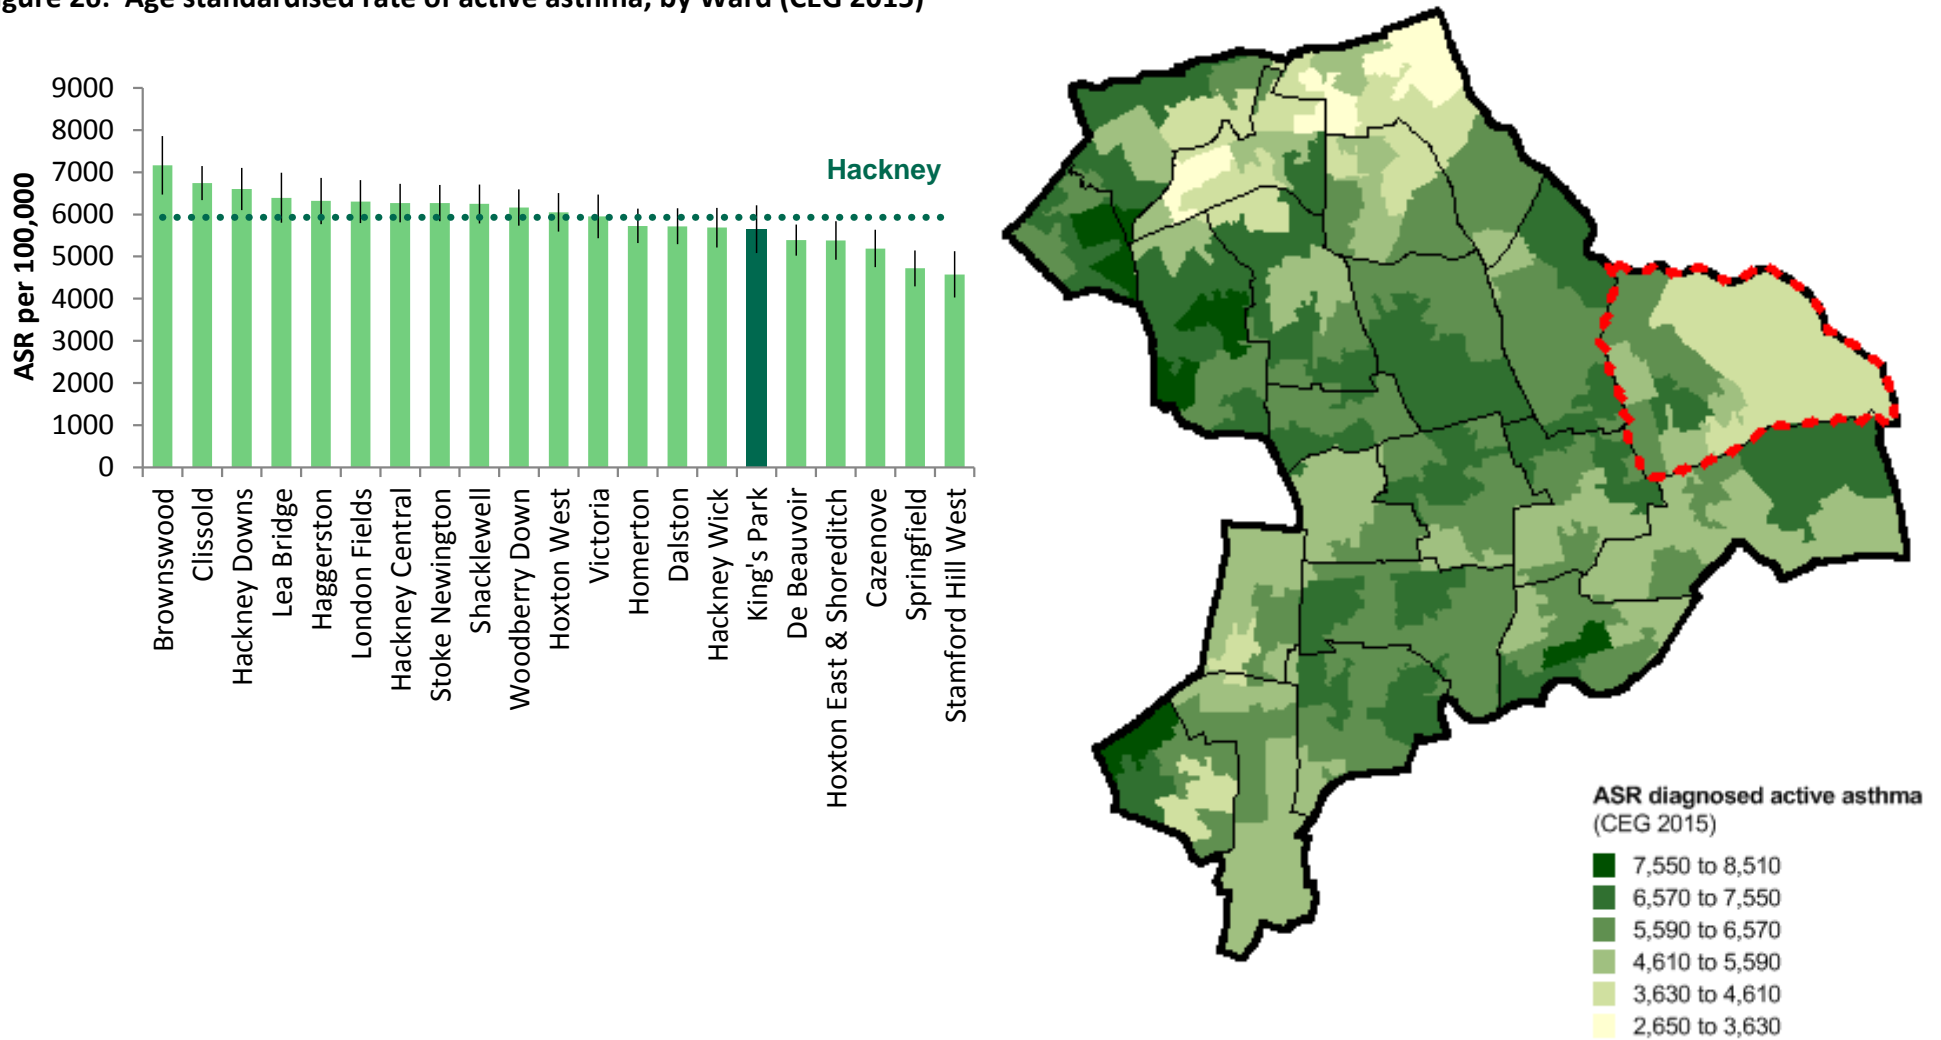 Age standardised rate of active asthma, by Ward (CEG 2015)
9000
8000
7000
6000
5000
4000
3000
2000
1000
0
ASR per 100,000
Hackney
Brownswood
Clissold
Hackney Downs
Lea Bridge
Haggerston
London Fields
Hackney Central
Stoke Newington
Shacklewell
Woodberry Down
Hoxton West
Victoria
Homerton
Dalston
Hackney Wick
King's Park
De Beauvoir
Hoxton East & Shoreditch
Cazenove
Springfield
Stamford Hill West
ASR diagnosed active asthma
(CEG 2015)
7,550 to 8,510
6,570 to 7,550
5,590 to 6,570
4,610 to 5,590
3,630 to 4,610
2,650 to 3,630